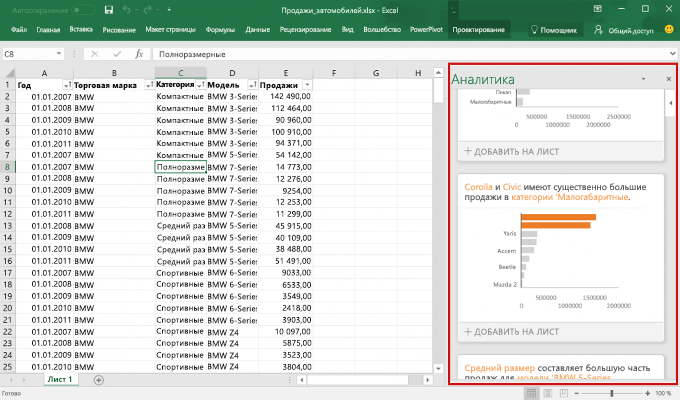 Автосохранение
Продажи_автомобилей.xlsx - Excel
Файл Главная Вставка Рисование Макет страницы Формулы Данные Рецензирование Вид Волшебство PowerPivot Проектирование Помощник Общий доступ
C8 fx Полноразмерные
A B C D E F G H
1 Год Торговая марка Категория Модель Продажи
2 01.01.2007 BMW Компактные BMW 3-Series 142 490,00
3 01.01.2008 BMW Компактные BMW 3-Series 112 464,00
4 01.01.2009 BMW Компактные BMW 3-Series 90 960,00
5 01.01.2010 BMW Компактные BMW 3-Series 100 910,00
6 01.01.2011 BMW Компактные BMW 3-Series 94 371,00
7 01.01.2007 BMW Компактные BMW 5-Series 54 142,00
8 01.01.2007 BMW Полноразме BMW 7-Series 14 773,00
9 01.01.2008 BMW Полноразме BMW 7-Series 12 276,00
10 01.01.2009 BMW Полноразме BMW 7-Series 9254,00
11 01.01.2010 BMW Полноразме BMW 7-Series 12 253,00
12 01.01.2011 BMW Полноразме BMW 7-Series 11 299,00
13 01.01.2008 BMW Средний раз BMW 5-Series 45 915,00
14 01.01.2009 BMW Средний раз BMW 5-Series 40 109,00
15 01.01.2010 BMW Средний раз BMW 5-Series 38 488,00
16 01.01.2011 BMW Средний раз BMW 5-Series 51 491,00
17 01.01.2007 BMW Спортивные BMW 6-Series 9033,00
18 01.01.2008 BMW Спортивные BMW 6-Series 6533,00
19 01.01.2009 BMW Спортивные BMW 6-Series 3549,00
20 01.01.2010 BMW Спортивные BMW 6-Series 2418,00
21 01.01.2011 BMW Спортивные BMW 6-Series 3903,00
22 01.01.2007 BMW Спортивные BMW Z4 10 097,00
23 01.01.2008 BMW Спортивные BMW Z4 5875,00
24 01.01.2009 BMW Спортивные BMW Z4 3523,00
25 01.01.2010 BMW Спортивные BMW Z4 3804,00
Лист 1
Готово
100 %
Аналитика
Пикап
Малогабаритные
500000 1500000 2500000
0 1000000 2000000
+ ДОБАВИТЬ НА ЛИСТ
Corolla и Civic имеют существенно большие
продажи в категории 'Малогабаритные.
Yaris
Accent
Beetle
Mazda 2
500000 1500000
0 1000000 2000000
+ ДОБАВИТЬ НА ЛИСТ
Средний размер составляет большую часть
продаж для модели 'BMW 5-Series